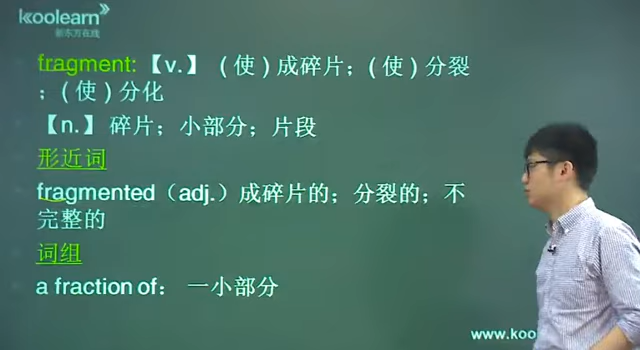 koolearn
新东方在线
fragment:【v.】（使）成碎片；（使）分裂
；（使）分化
【n.】碎片；小部分；片段
形近词
fragmented（adj.）成碎片的；分裂的；不
完整的
词组
a fraction of： 一小部分
www.koo